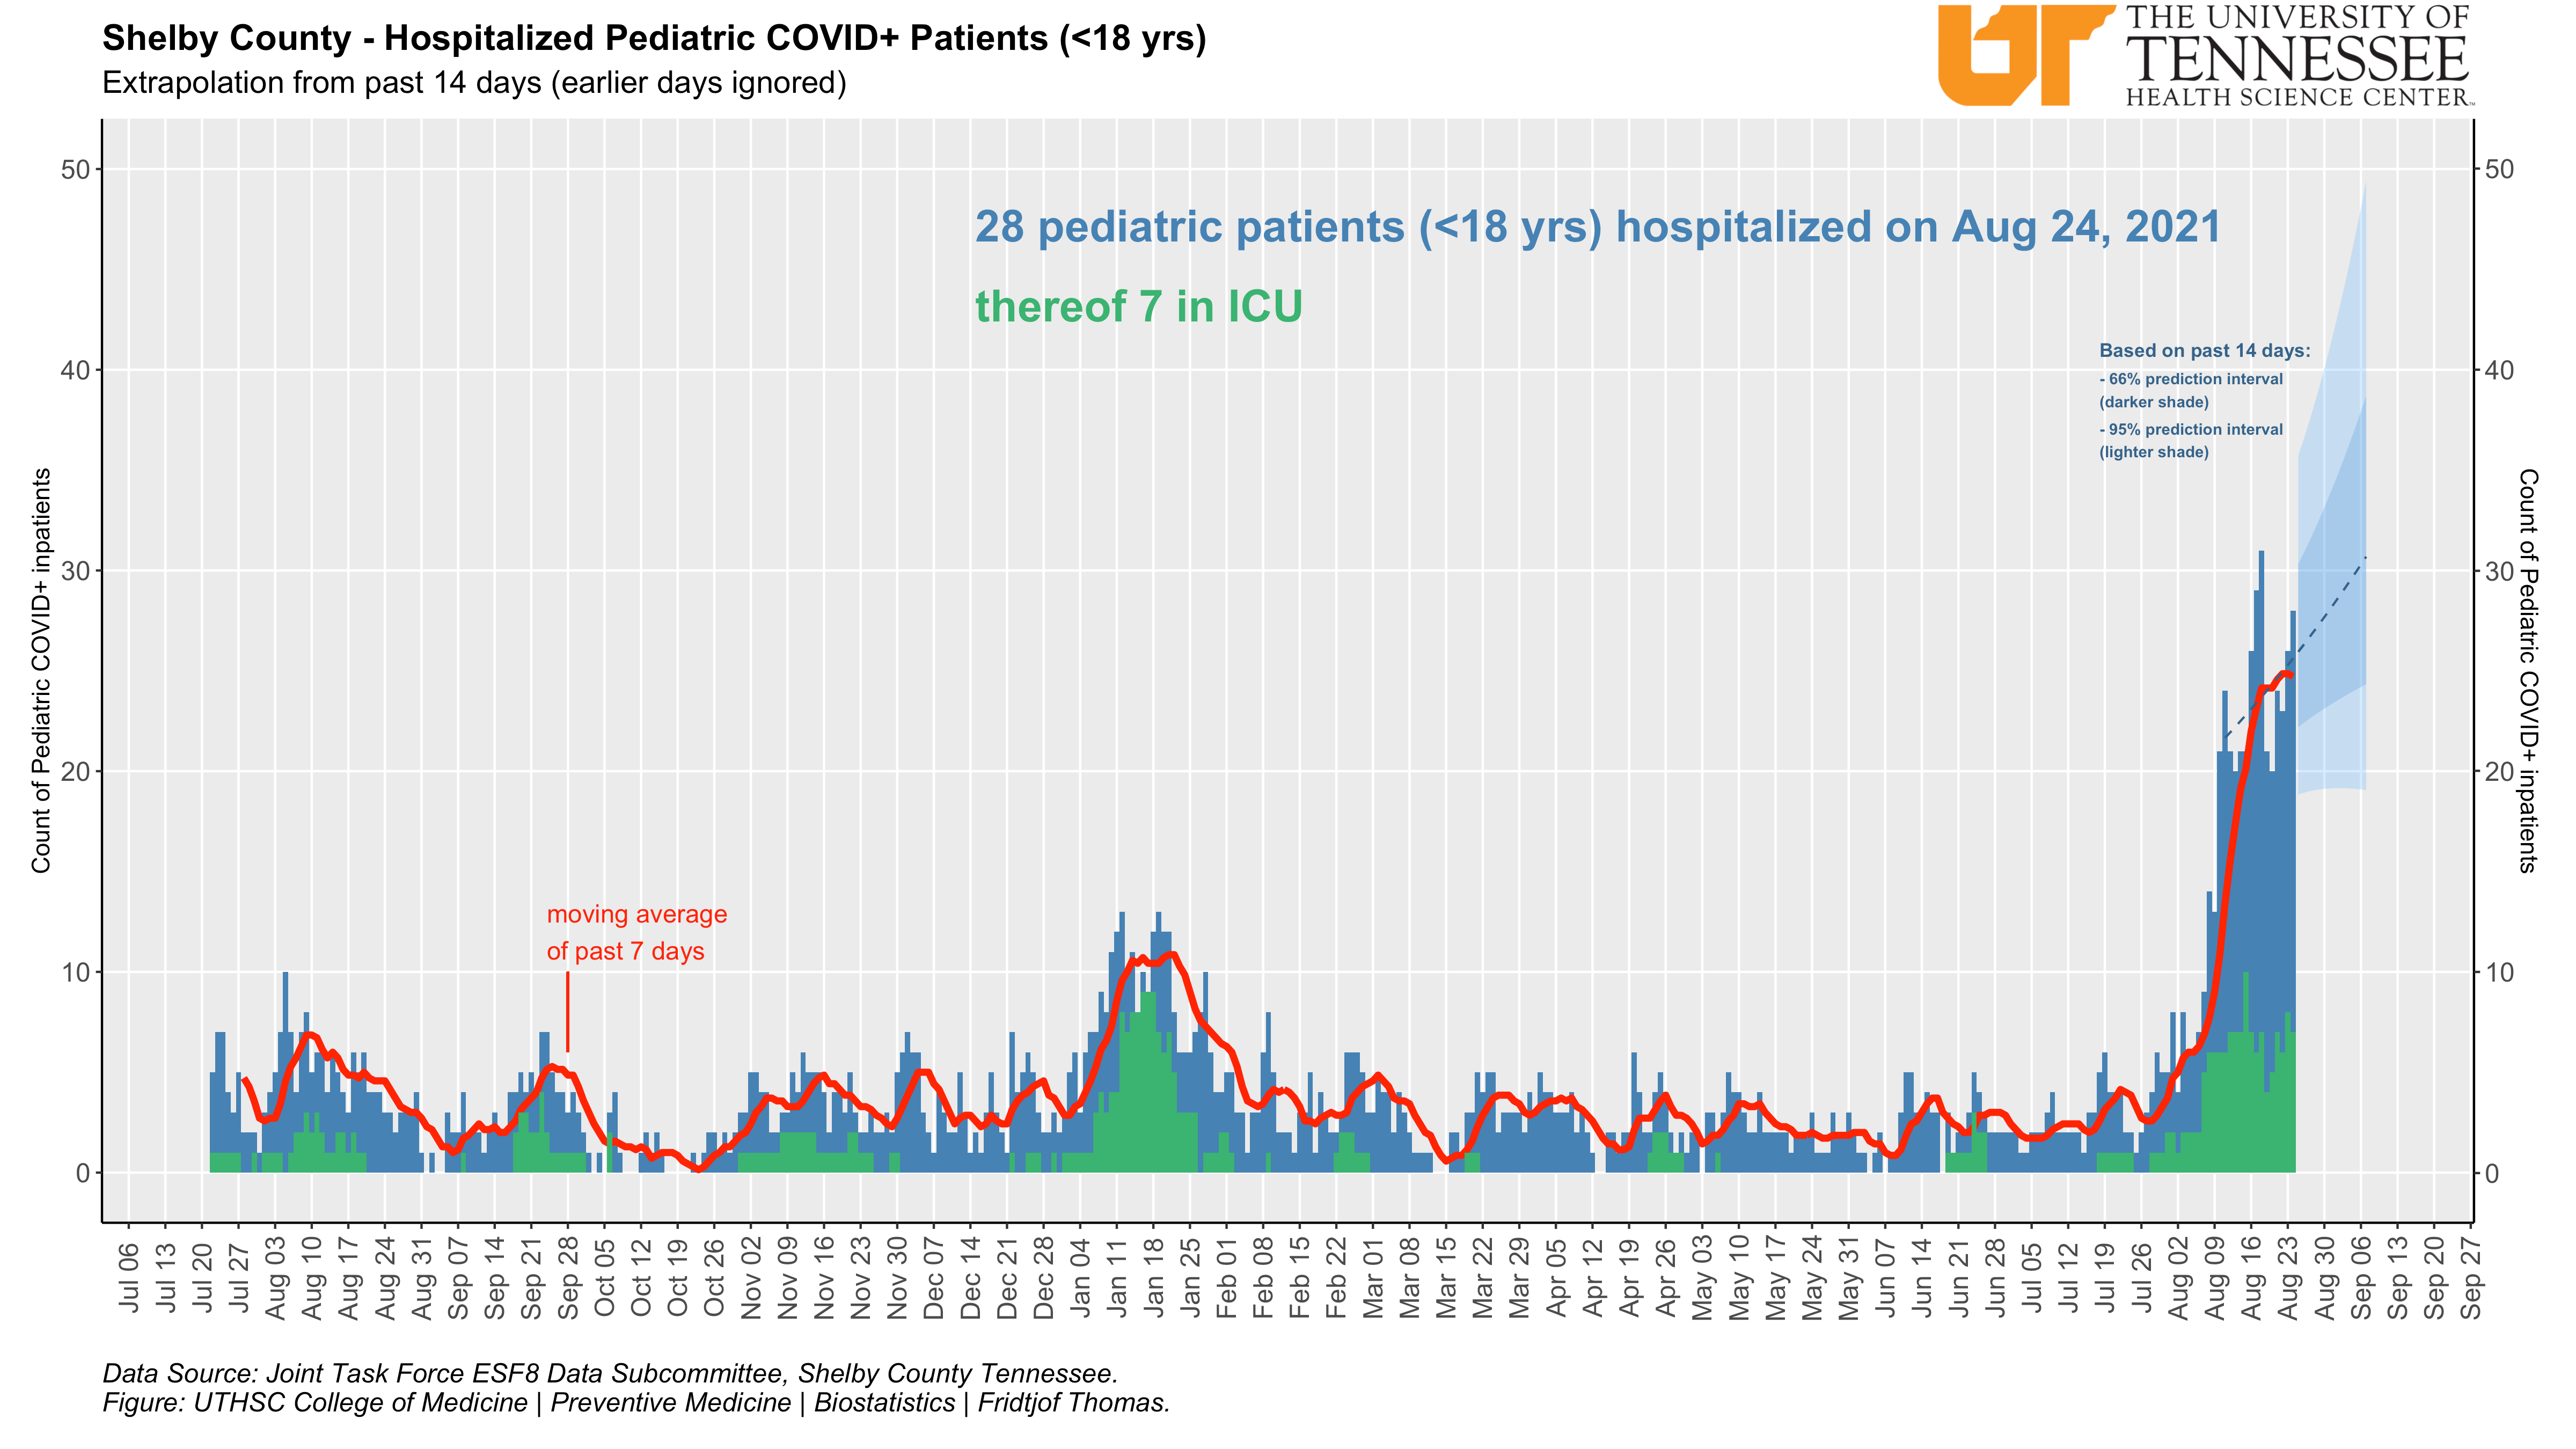 Shelby County - Hospitalized Pediatric COVID+ Patients (<18 yrs)
Extrapolation from past 14 days (earlier days ignored)
THE UNIVERSITY OF
TENNESSEE
HEALTH SCIENCE CENTER™
28 pediatric patients (<18 yrs) hospitalized on Aug 24, 2021
thereof 7 in ICU
Based on past 14 days:
- 66% prediction interval
(darker shade)
- 95% prediction interval
(lighter shade)
moving average
of past 7 days
Count of Pediatric COVID+ inpatients
50
40
30
20
10
0
50
40
30
20
10
0
Count of Pediatric COVID+ inpatients
Jul 06
Jul 13
Jul 20
Jul 27
Aug 03
Aug 10
Aug 17
Aug 24
Aug 31
Sep 07
Sep 14
Sep 21
Sep 28
Oct 05
Oct 12
Oct 19
Oct 26
Nov 02
Nov 09
Nov 16
Nov 23
Nov 30
Dec 07
Dec 14
Dec 21
Dec 28
Jan 04
Jan 11
Jan 18
Jan 25
Feb 01
Feb 08
Feb 15
Feb 22
Mar 01
Mar 08
Mar 15
Mar 22
Mar 29
Apr 05
Apr 12
Apr 19
Apr 26
May 03
May 10
May 17
May 24
May 31
Jun 07
Jun 14
Jun 21
Jun 28
Jul 05
Jul 12
Jul 19
Jul 26
Aug 02
Aug 09
Aug 16
Aug 23
Aug 30
Sep 06
Sep 13
Sep 20
Sep 27
Data Source: Joint Task Force ESF8 Data Subcommittee, Shelby County Tennessee.
Figure: UTHSC College of Medicine | Preventive Medicine | Biostatistics | Fridtjof Thomas.